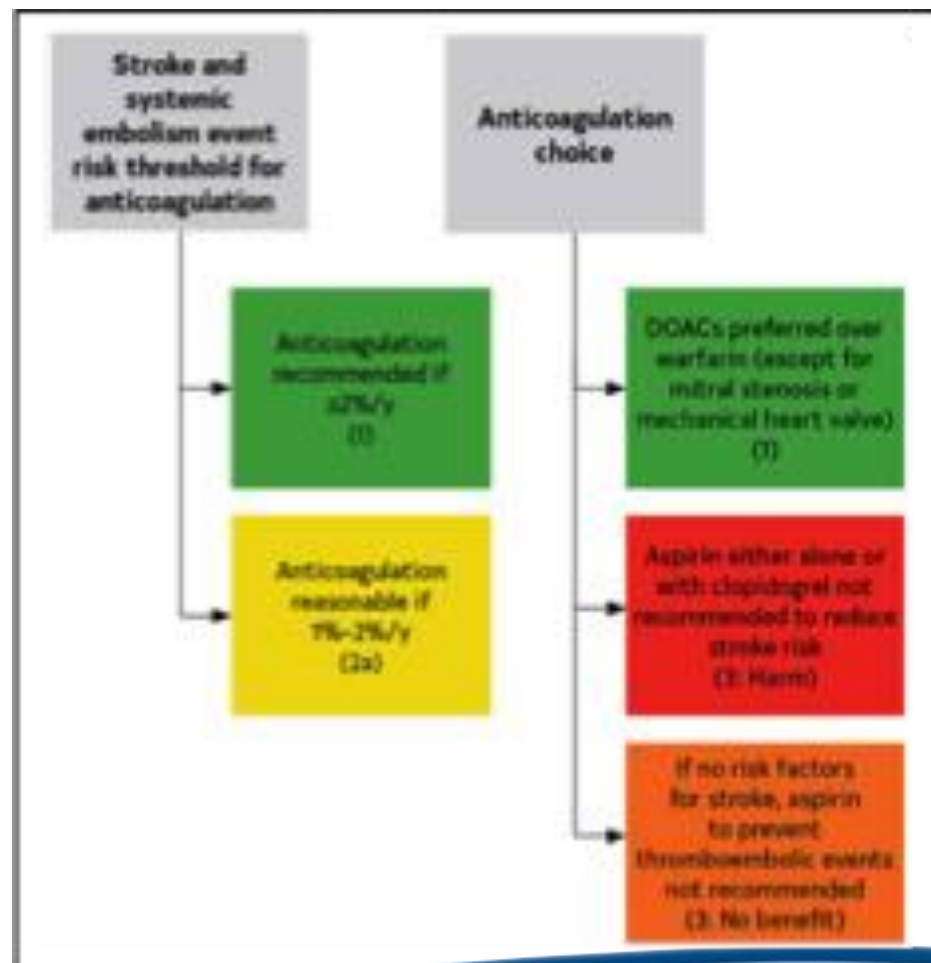 Stroke and
systemic
embolism event
risk threshold for
anticoagulation
Anticoagulation
recommended if
≥2%/y
(1)
Anticoagulation
reasonable if
1%-2%/y
(2a)
Anticoagulation
choice
DOACs preferred over
warfarin (except for
mitral stenosis or
mechanical heart valve)
(1)
Aspirin either alone or
with clopidogrel not
recommended to reduce
stroke risk
(3: Harm)
If no risk factors
for stroke, aspirin
to prevent
thromboembolic events
not recommended
(3: No benefit)